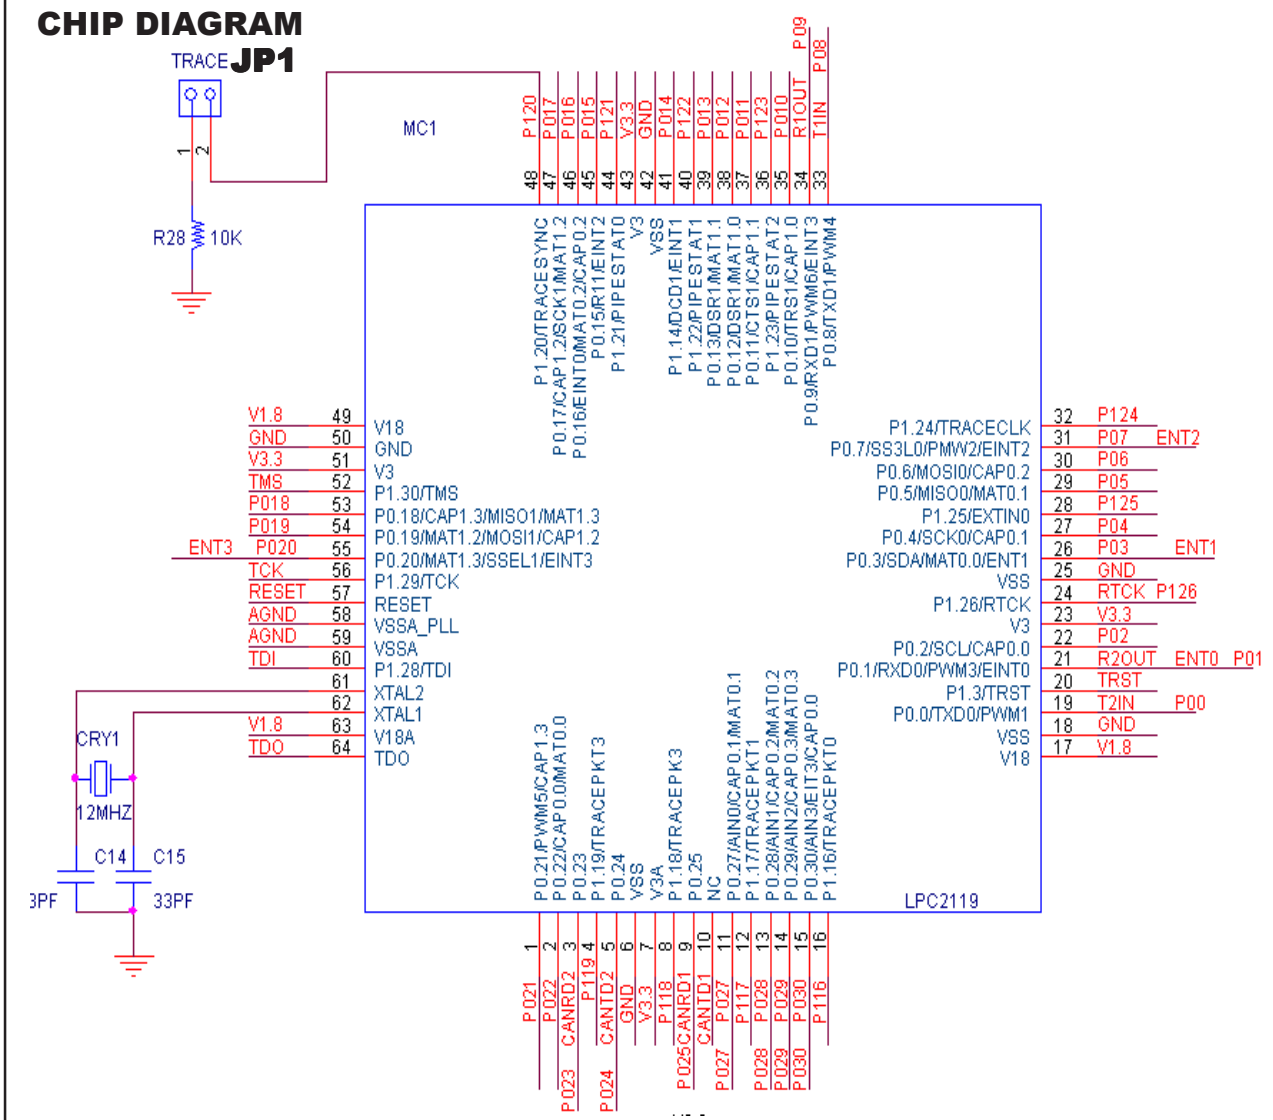 CHIP DIAGRAM
TRACE JP1
MC1
1
2
R28 10K
P120
P017
P016
P015
P121
V3.3
GND
P014
P122
P013
P012
P011
P123
P010
R1OUT P09
T1IN P08
48
47
46
45
44
43
42
41
40
39
38
37
36
35
34
33
P1.20/TRACESYNC
P0.17/CAP1.2/SCK1/MAT1.2
P0.16/EINT0/MAT0.2/CAP0.2
P0.15/R11/EINT2
P1.21/PIPESTAT0
V3
VSS
P1.14/DCD1/EINT1
P1.22/PIPESTAT1
P0.13/DSR1/MAT1.1
P0.12/DSR1/MAT1.0
P0.11/CTS1/CAP1.1
P1.23/PIPESTAT2
P0.10/TRS1/CAP1.0
P0.9/RXD1/PWM6/EINT3
P0.8/TXD1/PWM4
V1.8 49 V18
GND 50 GND
V3.3 51 V3
TMS 52 P1.30/TMS
P018 53 P0.18/CAP1.3/MISO1/MAT1.3
P019 54 P0.19/MAT1.2/MOSI1/CAP1.2
ENT3 P020 55 P0.20/MAT1.3/SSEL1/EINT3
TCK 56 P1.29/TCK
RESET 57 RESET
AGND 58 VSSA_PLL
AGND 59 VSSA
TDI 60 P1.28/TDI
61 XTAL2
62 XTAL1
V1.8 63 V18A
TDO 64 TDO
P1.24/TRACECLK 32 P124
P0.7/SS3L0/PMW2/EINT2 31 P07 ENT2
P0.6/MOSI0/CAP0.2 30 P06
P0.5/MISO0/MAT0.1 29 P05
P1.25/EXTIN0 28 P125
P0.4/SCK0/CAP0.1 27 P04
P0.3/SDA/MAT0.0/ENT1 26 P03 ENT1
VSS 25 GND
P1.26/RTCK 24 RTCK P126
V3 23 V3.3
P0.2/SCL/CAP0.0 22 P02
P0.1/RXD0/PWM3/EINT0 21 R2OUT ENT0 P01
P1.3/TRST 20 TRST
P0.0/TXD0/PWM1 19 T2IN P00
VSS 18 GND
V18 17 V1.8
CRY1
12MHZ
C14 C15
3PF 33PF
P0.21/PWM5/CAP1.3
P0.22/CAP0.0/MAT0.0
P0.23
P1.19/TRACEPKT3
P0.24
VSS
V3A
P1.18/TRACEPK3
P0.25
NC
P0.27/AIN0/CAP0.1/MAT0.1
P1.17/TRACEPKT1
P0.28/AIN1/CAP0.2/MAT0.2
P0.29/AIN2/CAP0.3/MAT0.3
P0.30/AIN3/EIT3/CAP0.0
P1.16/TRACEPKT0
LPC2119
1
2
3
4
5
6
7
8
9
10
11
12
13
14
15
16
P021
P022
P023 CANRD2
P119
P024 CANTD2
GND
V3.3
P118
P025CANRD1
CANTD1
P027 P027
P117
P028 P028
P029 P029
P030 P030
P116